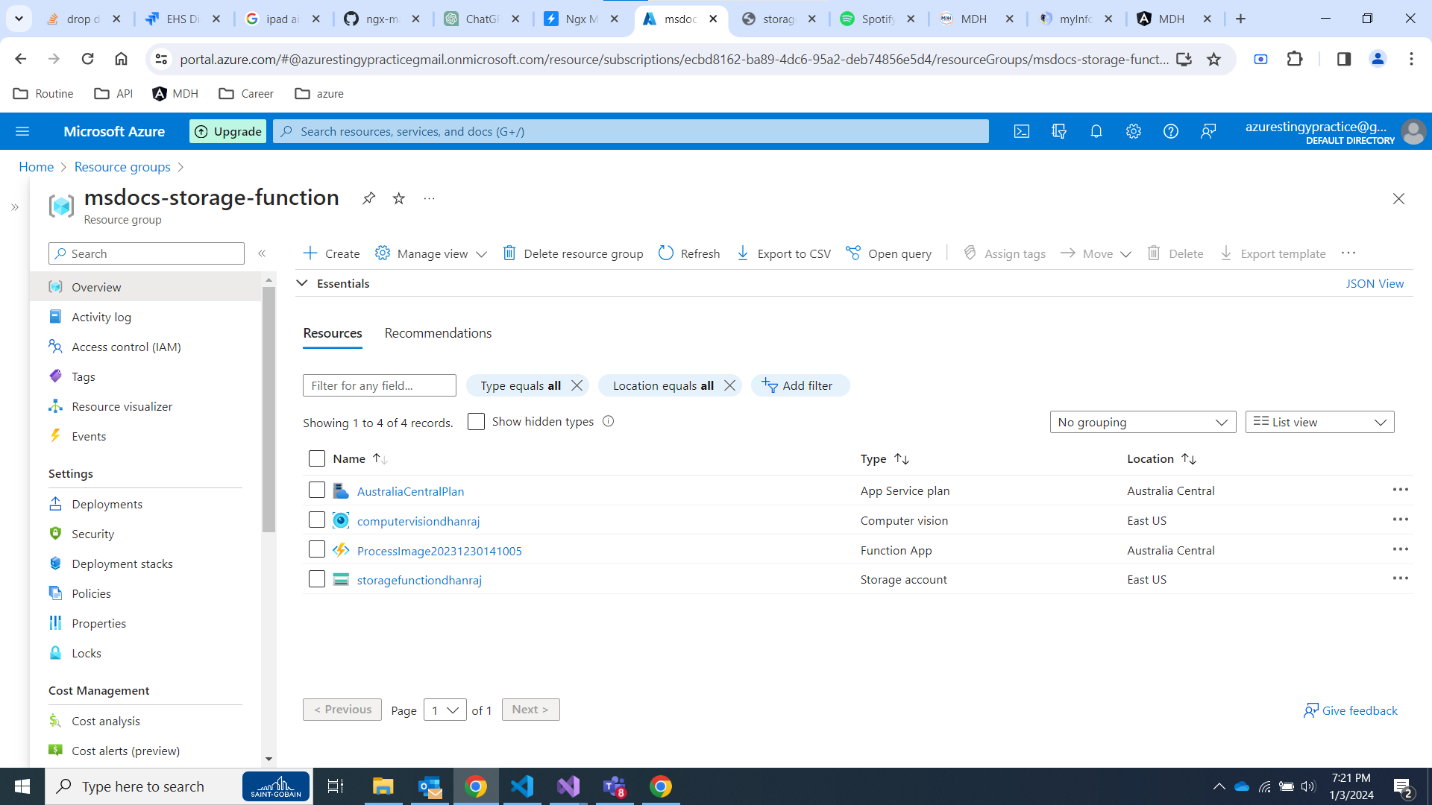 drop d
EHS Di
ipad ai
ngx-m
ChatGI
Ngx M
msdoc
storag
Spotify
MDH
myInfo
MDH
portal.azure.com/#@azurestingypracticegmail.onmicrosoft.com/resource/subscriptions/ecbd8162-ba89-4dc6-95a2-deb74856e5d4/resourceGroups/msdocs-storage-funct...
Routine API MDH Career azure
Microsoft Azure Upgrade Search resources, services, and docs (G+/) azurestingypractice@g...
DEFAULT DIRECTORY
Home > Resource groups >
msdocs-storage-function
Resource group
Search
Create Manage view Delete resource group Refresh Export to CSV Open query Assign tags Move Delete Export template
Overview
Activity log
Access control (IAM)
Tags
Resource visualizer
Events
Settings
Deployments
Security
Deployment stacks
Policies
Properties
Locks
Cost Management
Cost analysis
Cost alerts (preview)
Essentials JSON View
Resources Recommendations
Filter for any field... Type equals all Location equals all Add filter
Showing 1 to 4 of 4 records. Show hidden types No grouping List view
Name Type Location
AustraliaCentralPlan App Service plan Australia Central
computervisiondhanraj Computer vision East US
ProcessImage20231230141005 Function App Australia Central
storagefunctiondhanraj Storage account East US
< Previous Page 1 of 1 Next > Give feedback
Type here to search SAINT-GOBAIN 8 7:21 PM
1/3/2024 2